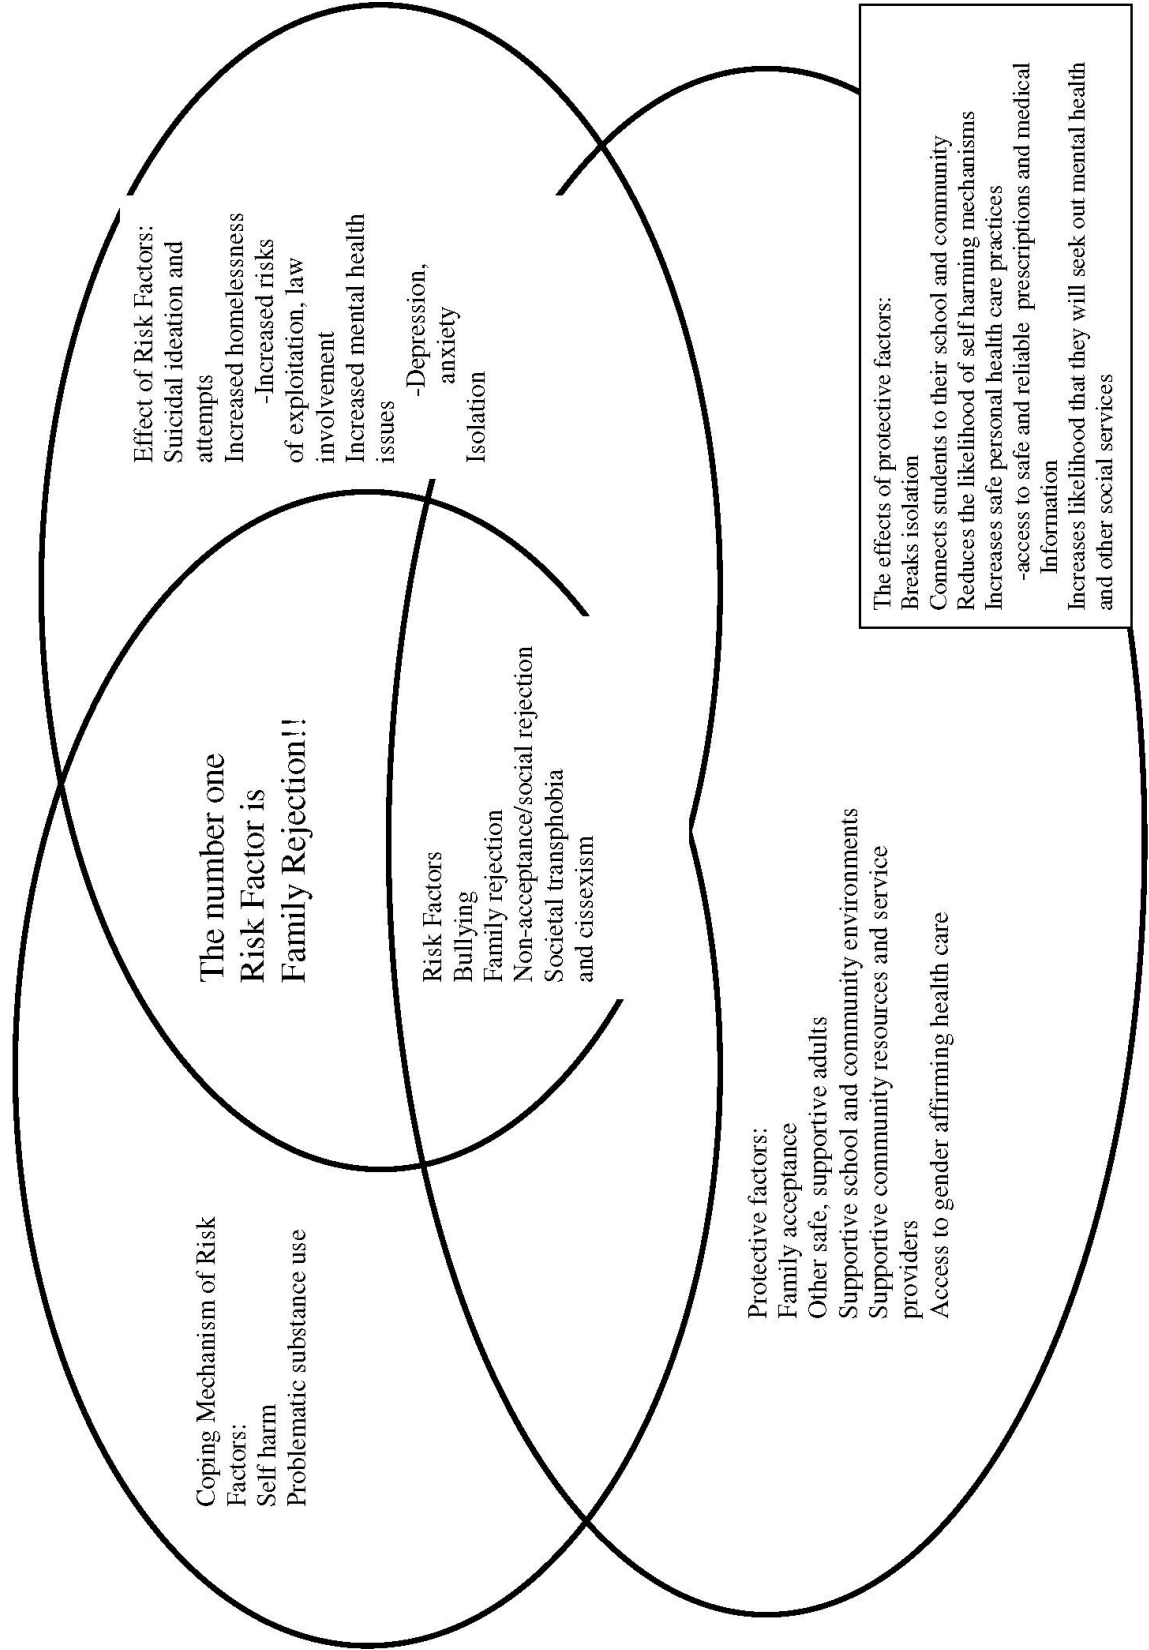 Coping Mechanism of Risk
Factors:
Self harm
Problematic substance use
The number one
Risk Factor is
Family Rejection!!
Effect of Risk Factors:
Suicidal ideation and
attempts
Increased homelessness
-Increased risks
of exploitation, law
involvement
Increased mental health
issues
-Depression,
anxiety
Isolation
Risk Factors
Bullying
Family rejection
Non-acceptance/social rejection
Societal transphobia
and cissexism
Protective factors:
Family acceptance
Other safe, supportive adults
Supportive school and community environments
Supportive community resources and service
providers
Access to gender affirming health care
The effects of protective factors:
Breaks isolation
Connects students to their school and community
Reduces the likelihood of self harming mechanisms
Increases safe personal health care practices
-access to safe and reliable prescriptions and medical
Information
Increases likelihood that they will seek out mental health
and other social services